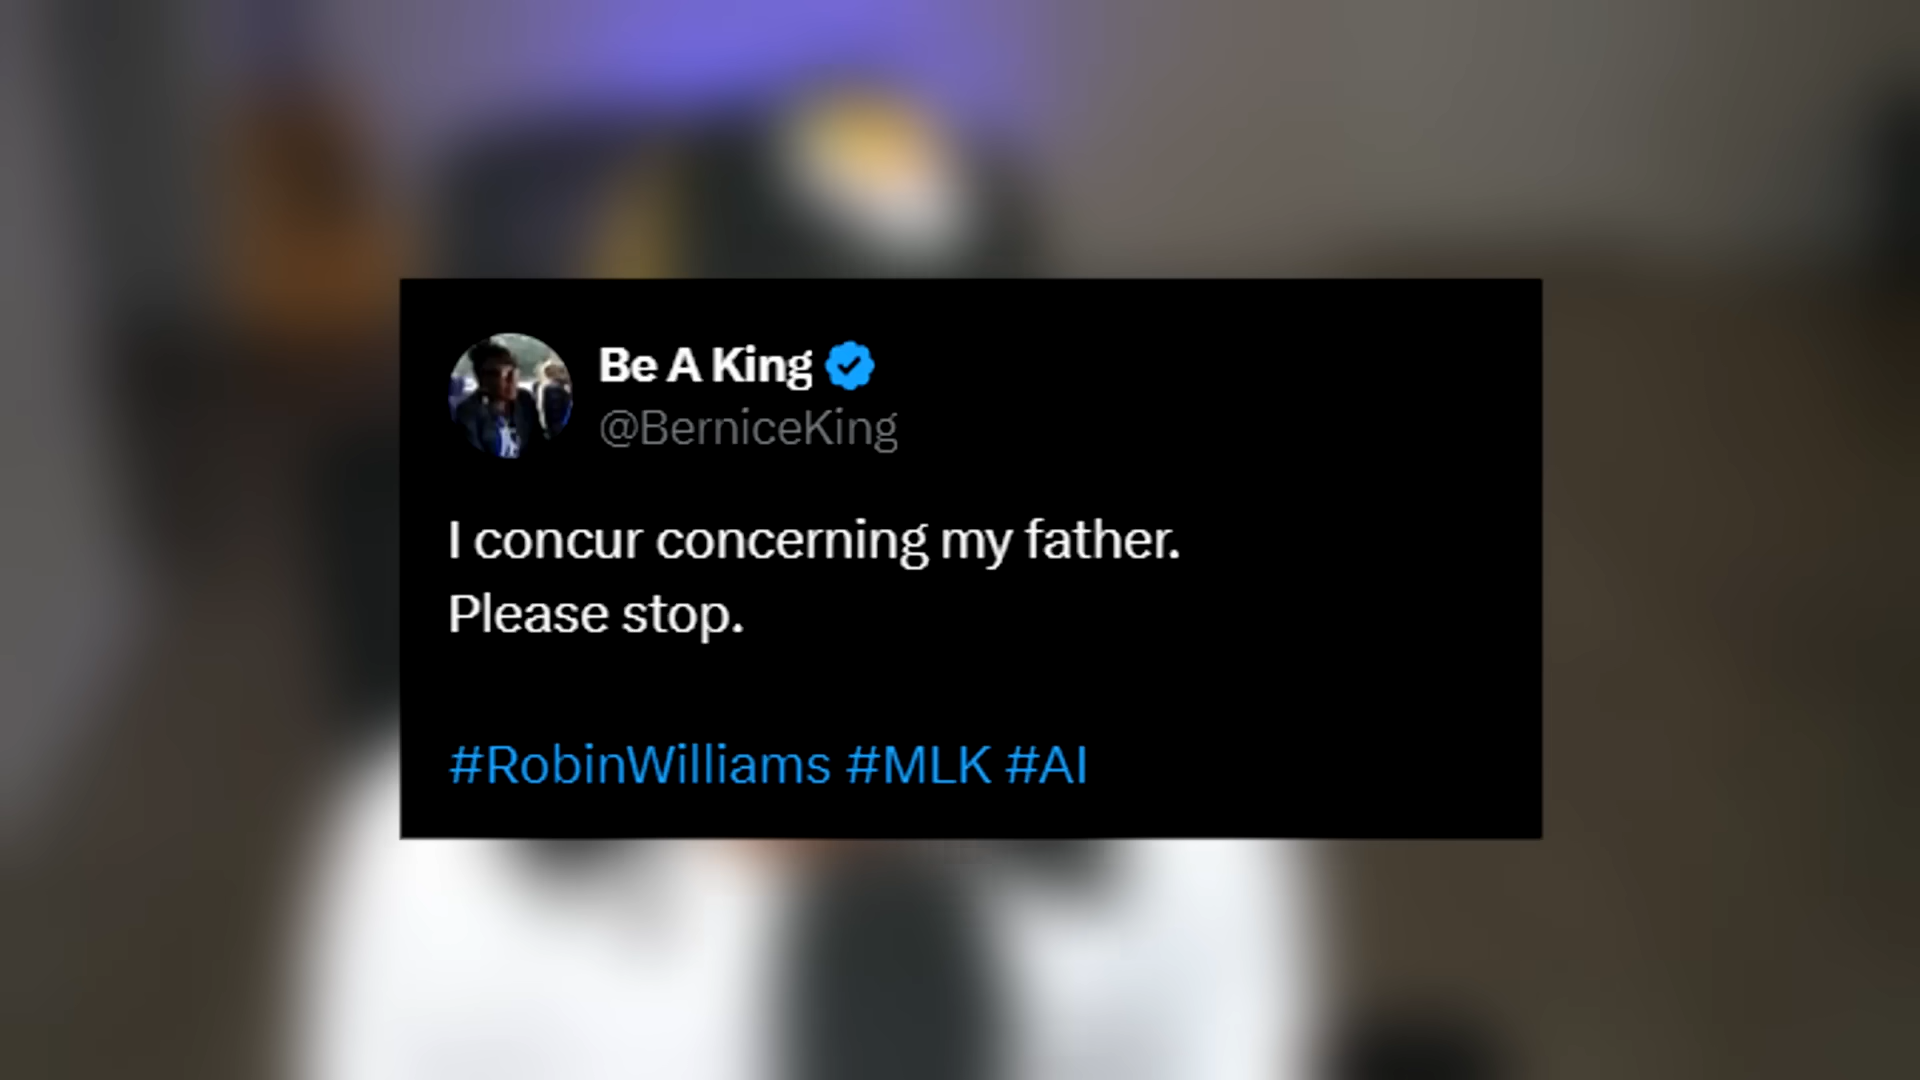 Be A King
@BerniceKing
I concur concerning my father.
Please stop.
#RobinWilliams #MLK #AI